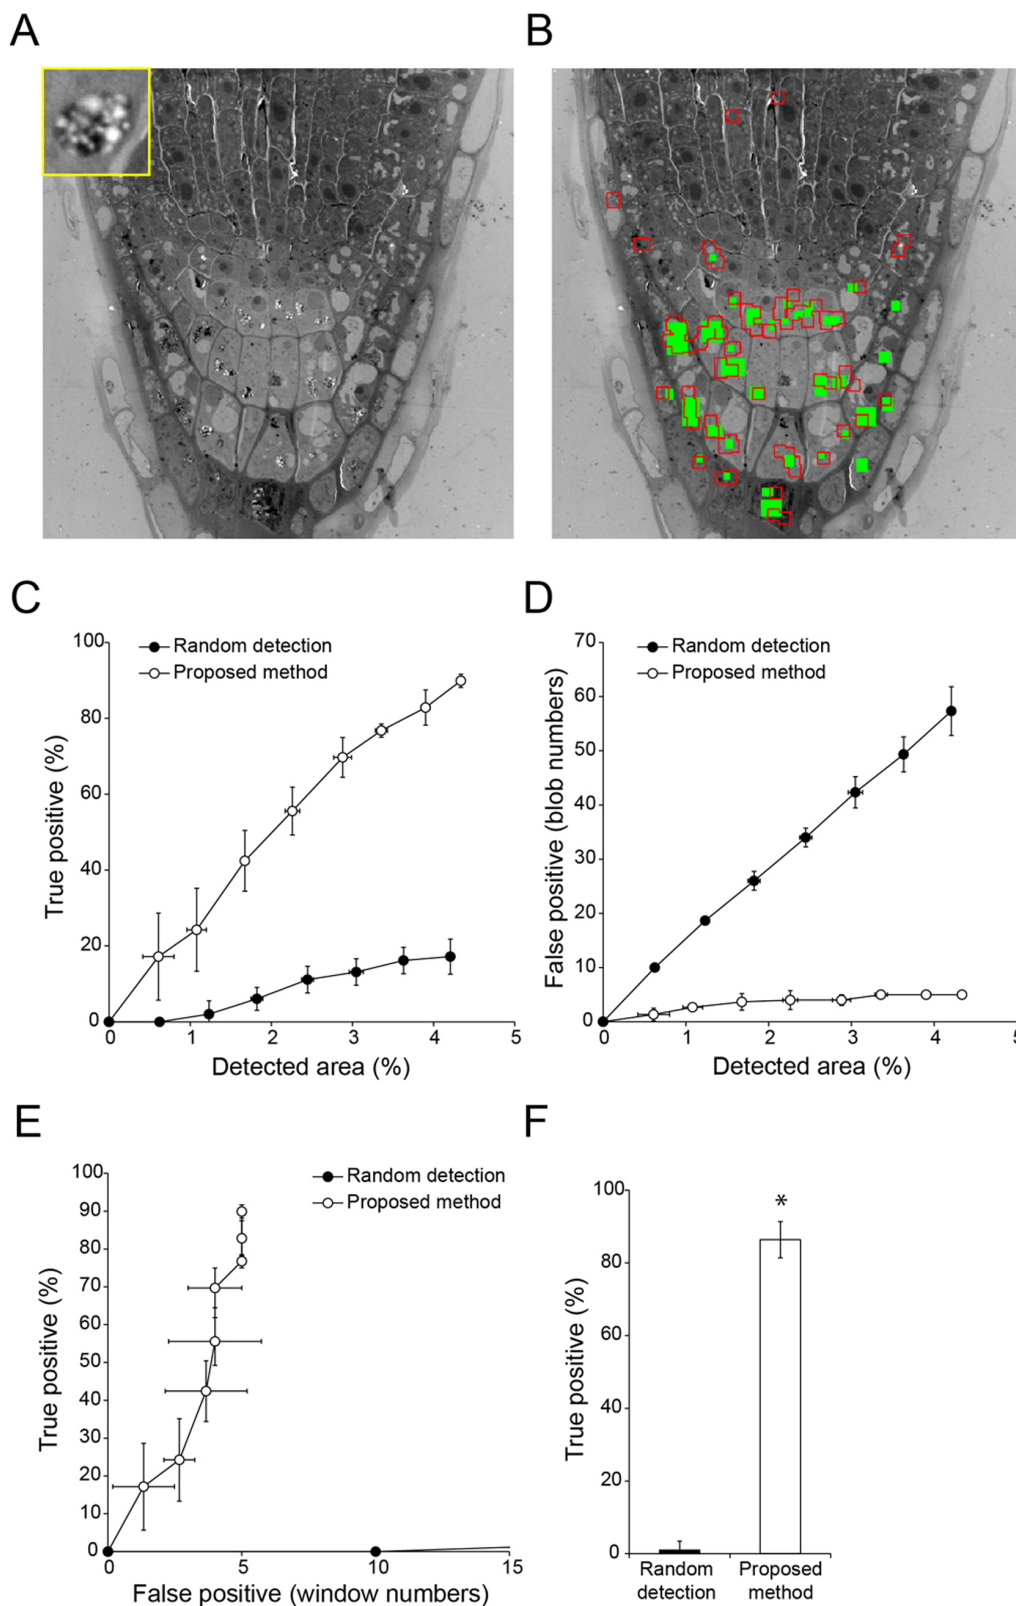 A
B
C
D
Random detection
Proposed method
True positive (%)
100
80
60
40
20
0
0 1 2 3 4 5
Detected area (%)
Random detection
Proposed method
False positive (blob numbers)
70
60
50
40
30
20
10
0
0 1 2 3 4 5
Detected area (%)
E
F
Random detection
Proposed method
True positive (%)
100
90
80
70
60
50
40
30
20
10
0
0 5 10 15
False positive (window numbers)
True positive (%)
100
80
60
40
20
0
*
Random
detection
Proposed
method